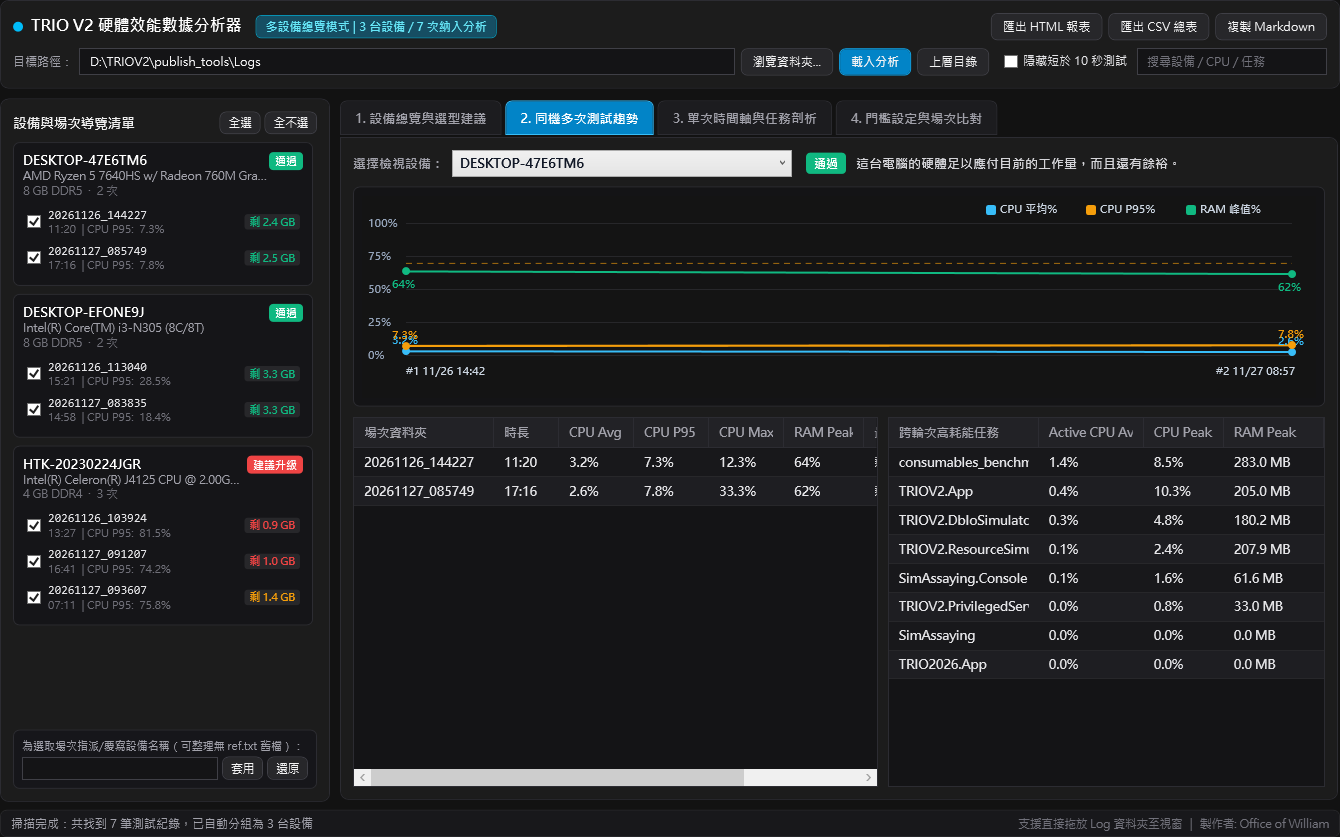 TRIO V2 硬體效能數據分析器
多設備總覽模式 | 3 台設備 / 7 次納入分析
匯出 HTML 報表
匯出 CSV 總表
複製 Markdown
目標路徑：
D:\TRIOV2\publish_tools\Logs
瀏覽資料夾...
載入分析
上層目錄
隱藏短於 10 秒測試
搜尋設備 / CPU / 任務
設備與場次導覽清單
全選
全不選
DESKTOP-47E6TM6
通過
AMD Ryzen 5 7640HS w/ Radeon 760M Gra...
8 GB DDR5 · 2 次
20261126_144227
11:20 | CPU P95: 7.3%
剩 2.4 GB
20261127_085749
17:16 | CPU P95: 7.8%
剩 2.5 GB
DESKTOP-EFONE9J
通過
Intel(R) Core(TM) i3-N305 (8C/8T)
8 GB DDR5 · 2 次
20261126_113040
15:21 | CPU P95: 28.5%
剩 3.3 GB
20261127_083835
14:58 | CPU P95: 18.4%
剩 3.3 GB
HTK-20230224JGR
建議升級
Intel(R) Celeron(R) J4125 CPU @ 2.00G...
4 GB DDR4 · 3 次
20261126_103924
13:27 | CPU P95: 81.5%
剩 0.9 GB
20261127_091207
16:41 | CPU P95: 74.2%
剩 1.0 GB
20261127_093607
07:11 | CPU P95: 75.8%
剩 1.4 GB
為選取場次指派/覆寫設備名稱（可整理無 ref.txt 舊檔）：
套用
還原
1. 設備總覽與選型建議
2. 同機多次測試趨勢
3. 單次時間軸與任務剖析
4. 門檻設定與場次比對
選擇檢視設備：
DESKTOP-47E6TM6
通過
這台電腦的硬體足以應付目前的工作量，而且還有餘裕。
CPU 平均%
CPU P95%
RAM 峰值%
100%
75%
50%
25%
0%
64%
62%
7.3%
3.2%
7.8%
2.6%
#1 11/26 14:42
#2 11/27 08:57
場次資料夾 時長 CPU Avg CPU P95 CPU Max RAM Peak
20261126_144227 11:20 3.2% 7.3% 12.3% 64%
20261127_085749 17:16 2.6% 7.8% 33.3% 62%
跨輪次高耗能任務 Active CPU Av CPU Peak RAM Peak
consumables_benchm 1.4% 8.5% 283.0 MB
TRIOV2.App 0.4% 10.3% 205.0 MB
TRIOV2.DbIoSimulatc 0.3% 4.8% 180.2 MB
TRIOV2.ResourceSimu 0.1% 2.4% 207.9 MB
SimAssaying.Console 0.1% 1.6% 61.6 MB
TRIOV2.PrivilegedSer 0.0% 0.8% 33.0 MB
SimAssaying 0.0% 0.0% 0.0 MB
TRIO2026.App 0.0% 0.0% 0.0 MB
掃描完成：共找到 7 筆測試紀錄，已自動分組為 3 台設備
支援直接拖放 Log 資料夾至視窗 | 製作者: Office of William